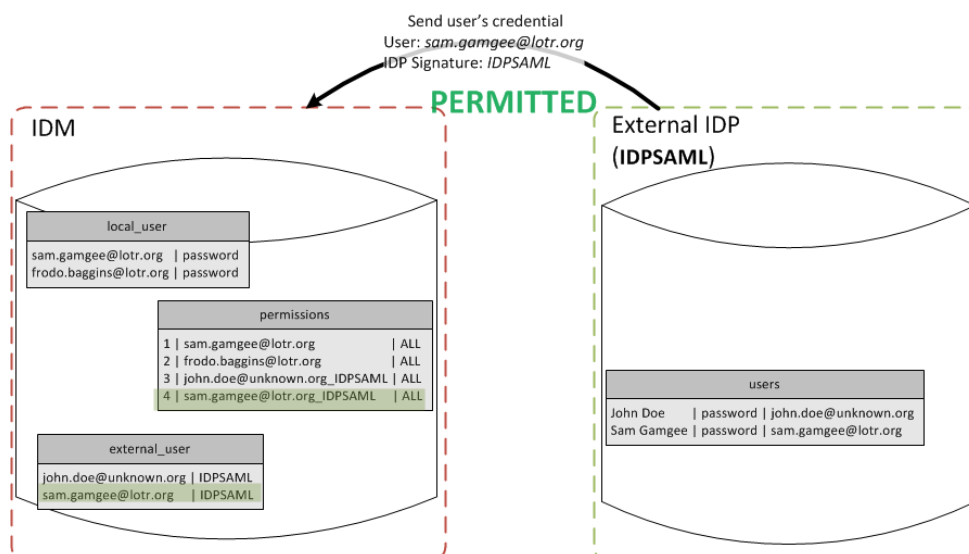 Send user's credential
User: sam.gamgee@lotr.org
IDP Signature: IDPSAML
PERMITTED
IDM
External IDP
(IDPSAML)
local_user
sam.gamgee@lotr.org | password
frodo.baggins@lotr.org | password
permissions
1 | sam.gamgee@lotr.org | ALL
2 | frodo.baggins@lotr.org | ALL
3 | john.doe@unknown.org_IDPSAML | ALL
4 | sam.gamgee@lotr.org_IDPSAML | ALL
users
John Doe | password | john.doe@unknown.org
Sam Gamgee | password | sam.gamgee@lotr.org
external_user
john.doe@unknown.org | IDPSAML
sam.gamgee@lotr.org | IDPSAML